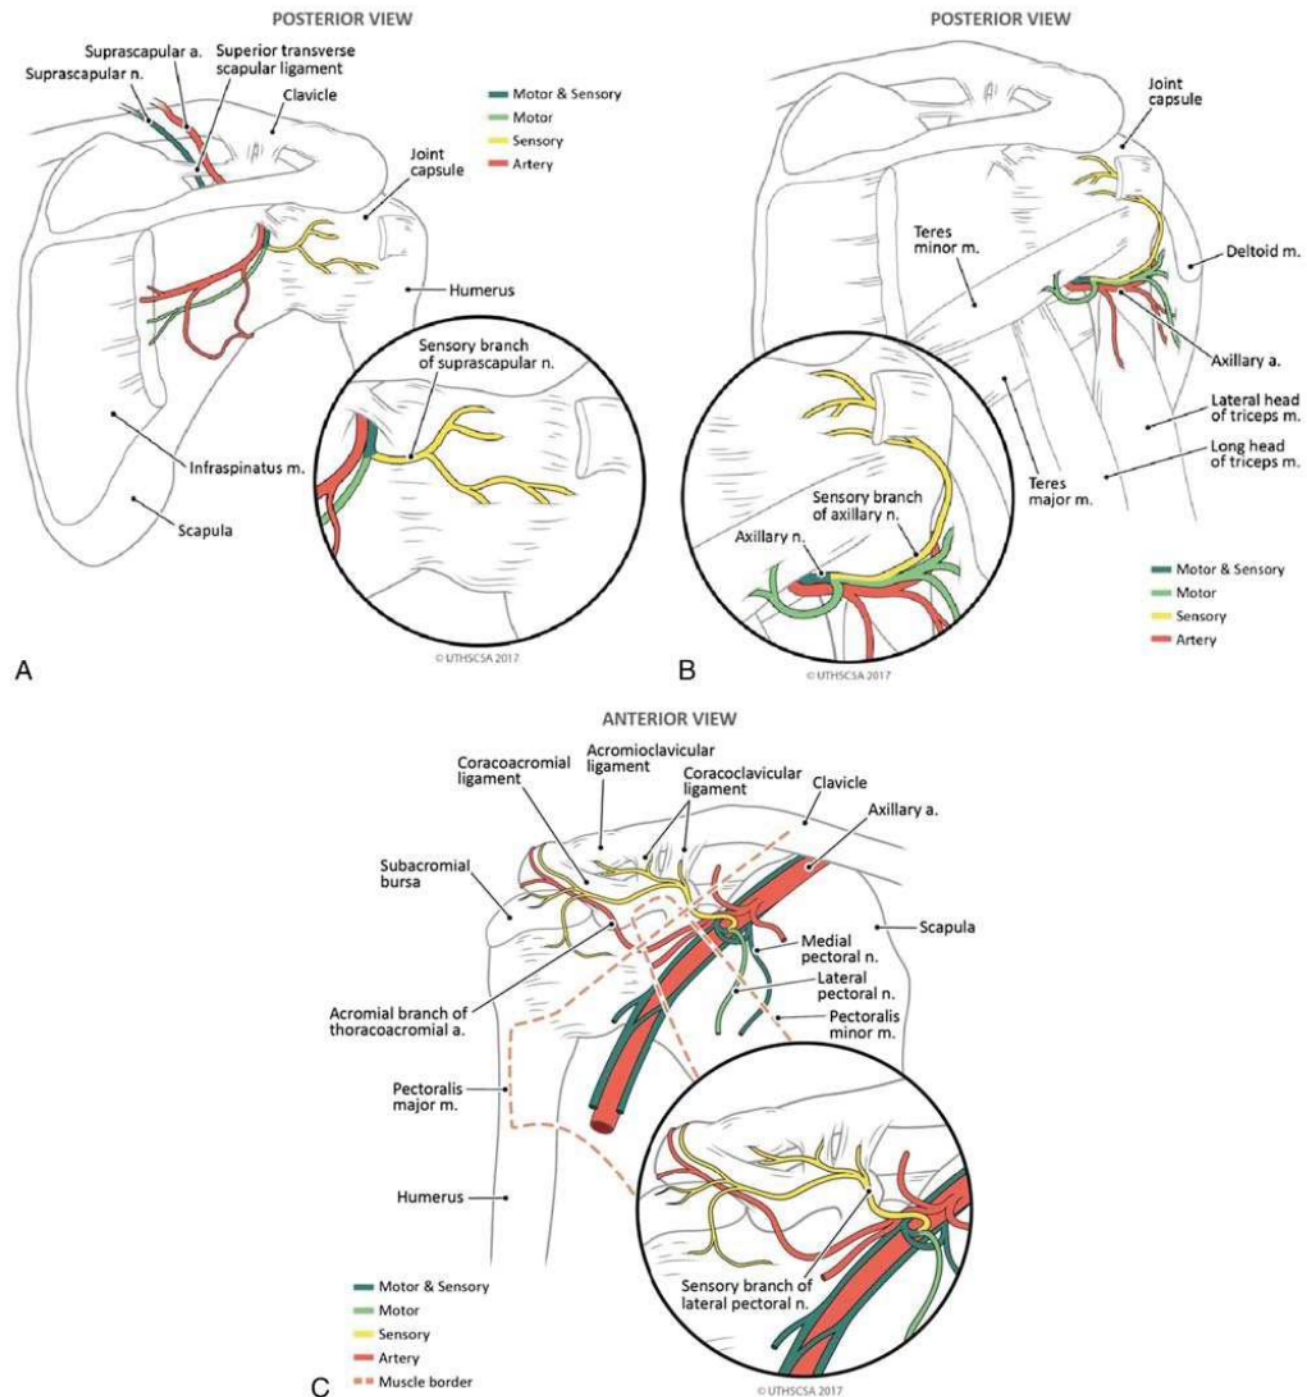 POSTERIOR VIEW
Suprascapular a.
Suprascapular n.
Superior transverse
scapular ligament
Clavicle
Motor & Sensory
Motor
Sensory
Artery
Joint
capsule
Humerus
Sensory branch
of suprascapular n.
Infraspinatus m.
Scapula
© UTHSCSA 2017
A
POSTERIOR VIEW
Joint
capsule
Teres
minor m.
Deltoid m.
Axillary a.
Lateral head
of triceps m.
Long head
of triceps m.
Teres
major m.
Sensory branch
of axillary n.
Axillary n.
Motor & Sensory
Motor
Sensory
Artery
B
© UTHSCSA 2017
ANTERIOR VIEW
Coracoacromial
ligament
Acromioclavicular
ligament
Coracoclavicular
ligament
Clavicle
Axillary a.
Subacromial
bursa
Scapula
Medial
pectoral n.
Lateral
pectoral n.
Pectoralis
minor m.
Acromial branch of
thoracoacromial a.
Pectoralis
major m.
Humerus
Sensory branch of
lateral pectoral n.
Motor & Sensory
Motor
Sensory
Artery
Muscle border
C
© UTHSCSA 2017